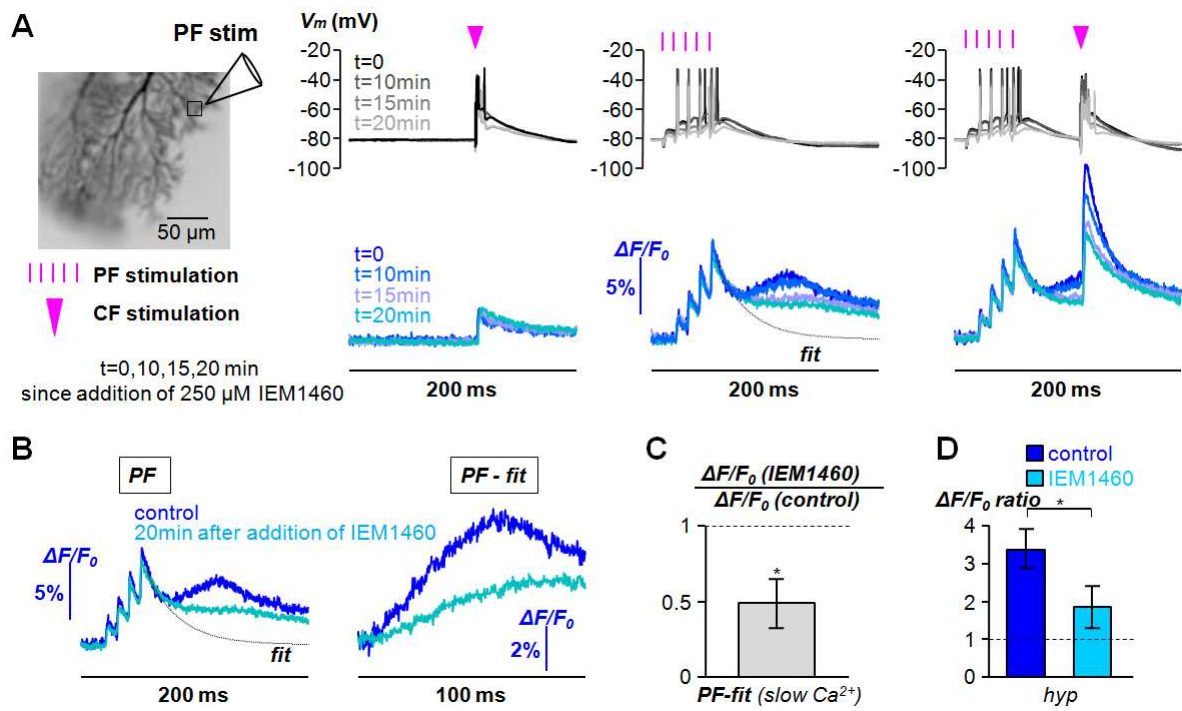 A
PF stim
50 µm
PF stimulation
CF stimulation
t=0,10,15,20 min
since addition of 250 µM IEM1460
Vm (mV)
-20
-40
-60
-80
-100
t=0
t=10min
t=15min
t=20min
t=0
t=10min
t=15min
t=20min
200 ms
-20
-40
-60
-80
-100
ΔF/F0
5%
fit
200 ms
-20
-40
-60
-80
-100
200 ms
B
PF
control
20min after addition of IEM1460
ΔF/F0
5%
fit
200 ms
PF - fit
ΔF/F0
2%
100 ms
C
ΔF/F0 (IEM1460)
ΔF/F0 (control)
1
0.5
0
*
PF-fit (slow Ca2+)
D
control
IEM1460
ΔF/F0 ratio
*
4
3
2
1
0
hyp